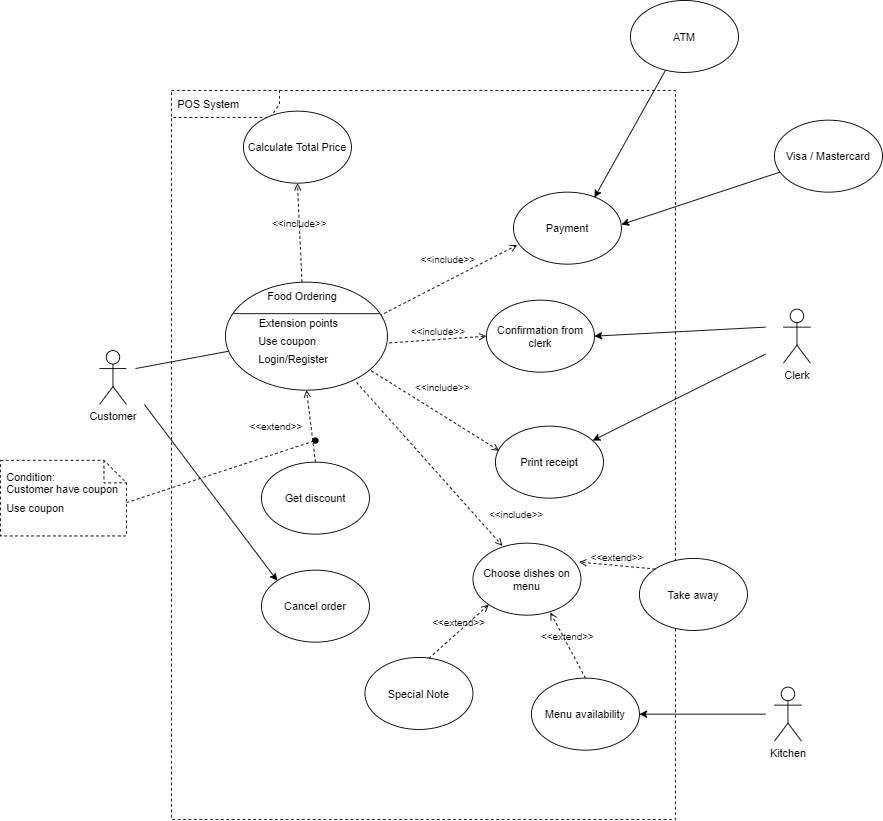 ATM
POS System
Calculate Total Price
Visa / Mastercard
<<include>>
Payment
<<include>>
Food Ordering
Extension points
Use coupon
Login/Register
<<include>>
Confirmation from
clerk
Clerk
Customer
<<include>>
<<extend>>
Print receipt
Condition:
Customer have coupon
Use coupon
Get discount
<<include>>
Choose dishes on
menu
<<extend>>
Take away
Cancel order
<<extend>>
<<extend>>
Special Note
Menu availability
Kitchen